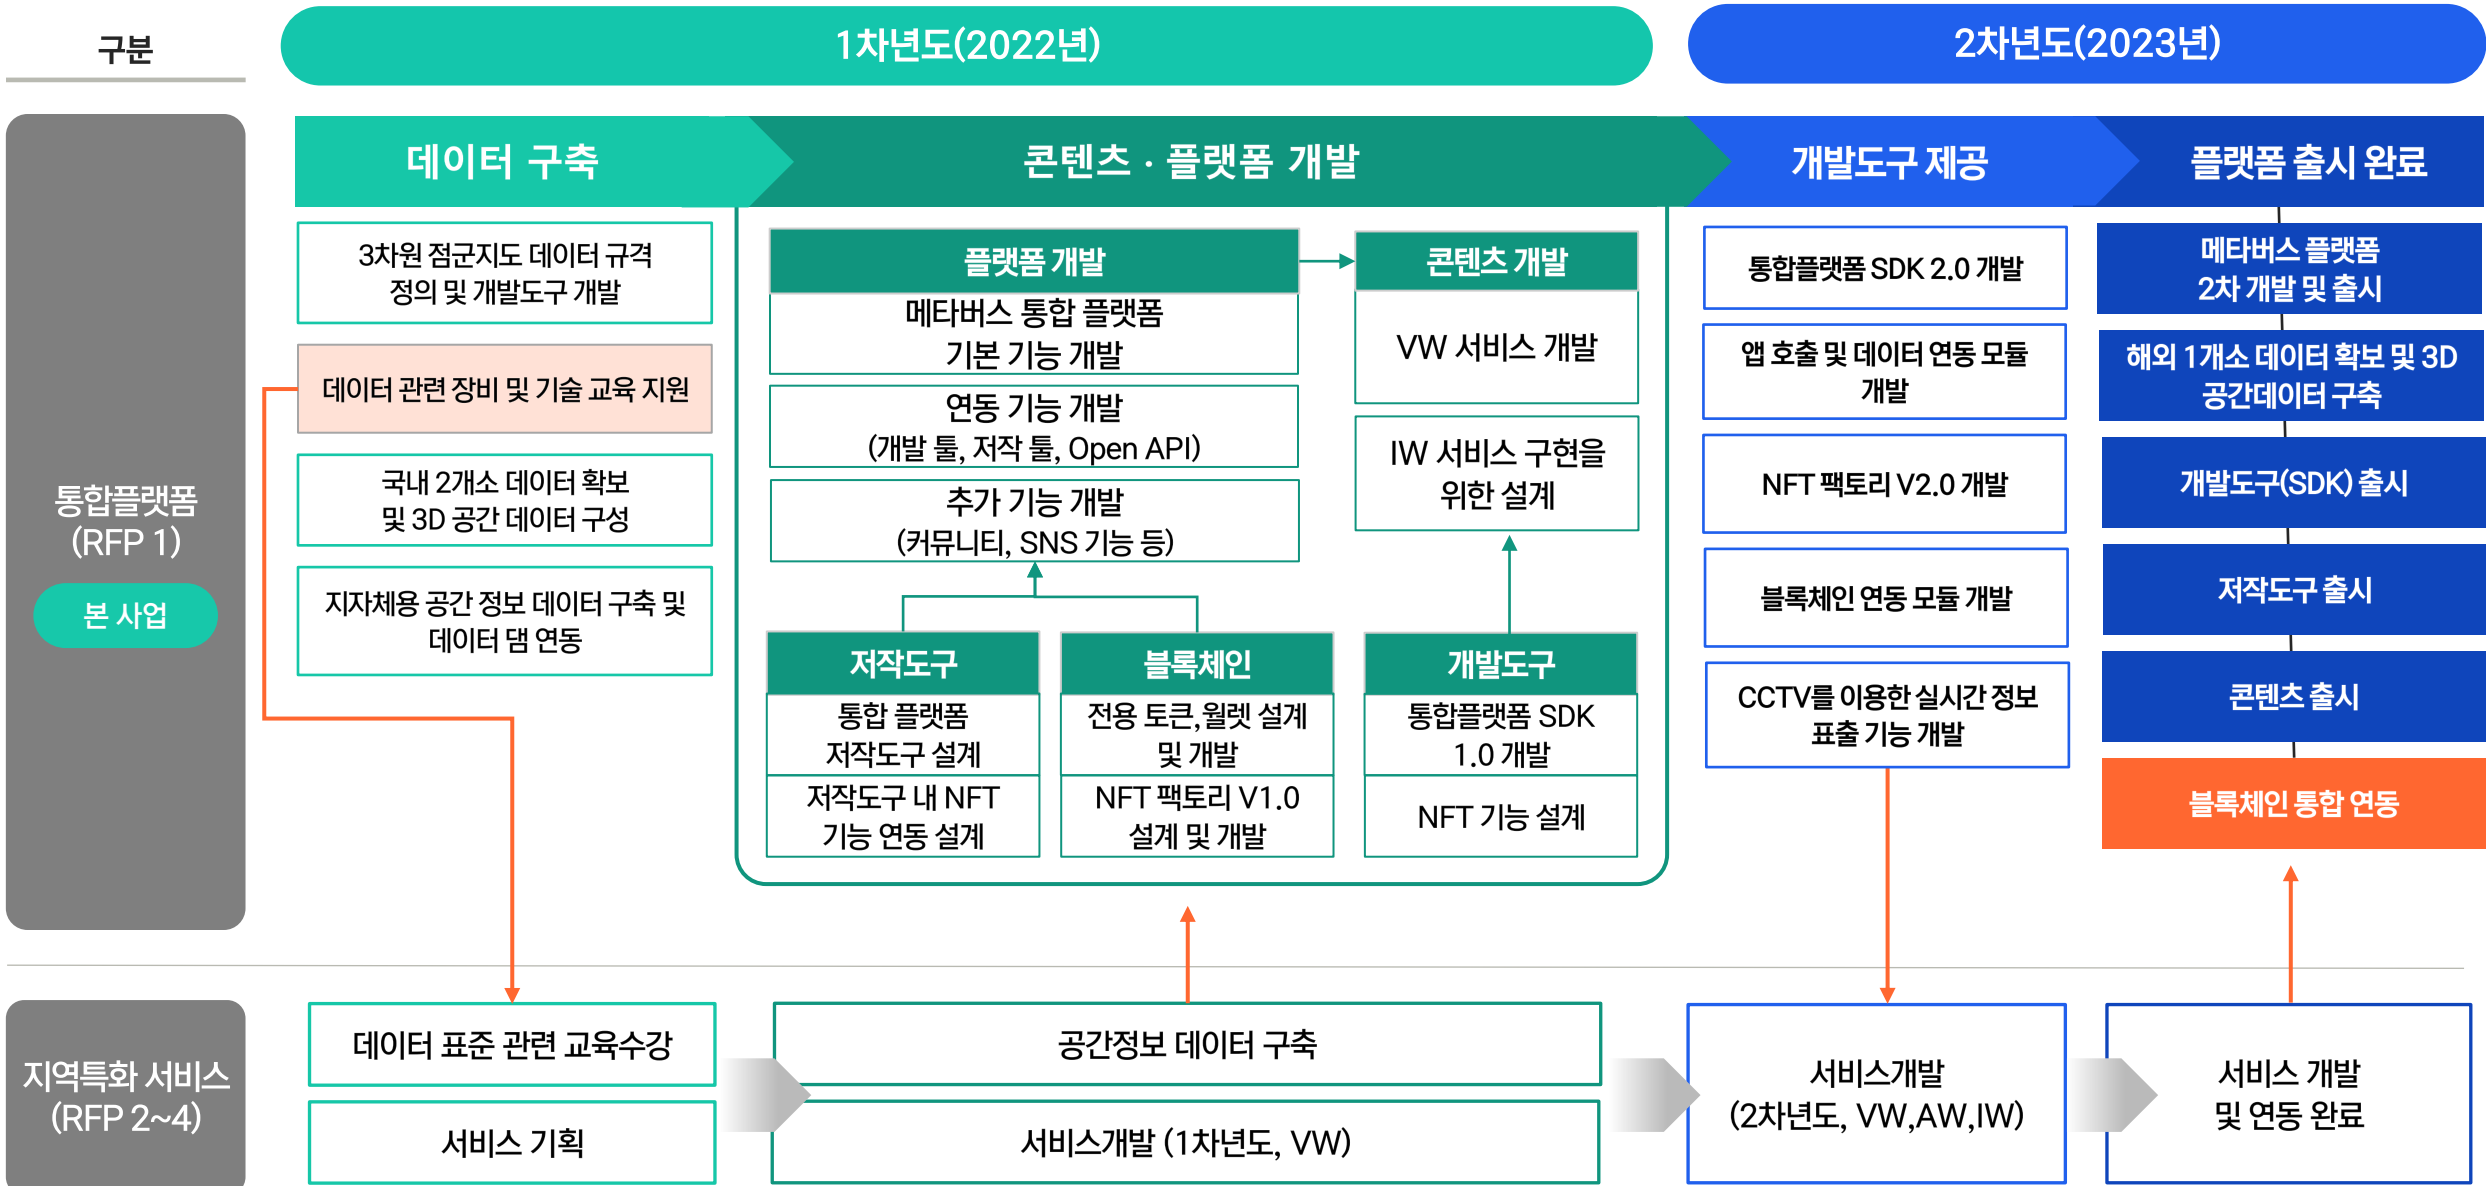 구분
1차년도(2022년)
2차년도(2023년)
통합플랫폼
(RFP 1)
본 사업
데이터 구축
3차원 점군지도 데이터 규격
정의 및 개발도구 개발
데이터 관련 장비 및 기술 교육 지원
국내 2개소 데이터 확보
및 3D 공간 데이터 구성
지자체용 공간 정보 데이터 구축 및
데이터 댐 연동
콘텐츠 · 플랫폼 개발
플랫폼 개발
메타버스 통합 플랫폼
기본 기능 개발
연동 기능 개발
(개발 툴, 저작 툴, Open API)
추가 기능 개발
(커뮤니티, SNS 기능 등)
콘텐츠 개발
VW 서비스 개발
IW 서비스 구현을
위한 설계
저작도구
통합 플랫폼
저작도구 설계
저작도구 내 NFT
기능 연동 설계
블록체인
전용 토큰,월렛 설계
및 개발
NFT 팩토리 V1.0
설계 및 개발
개발도구
통합플랫폼 SDK
1.0 개발
NFT 기능 설계
개발도구 제공
통합플랫폼 SDK 2.0 개발
앱 호출 및 데이터 연동 모듈
개발
NFT 팩토리 V2.0 개발
블록체인 연동 모듈 개발
CCTV를 이용한 실시간 정보
표출 기능 개발
플랫폼 출시 완료
메타버스 플랫폼
2차 개발 및 출시
해외 1개소 데이터 확보 및 3D
공간데이터 구축
개발도구(SDK) 출시
저작도구 출시
콘텐츠 출시
블록체인 통합 연동
지역특화 서비스
(RFP 2~4)
데이터 표준 관련 교육수강
서비스 기획
공간정보 데이터 구축
서비스개발 (1차년도, VW)
서비스개발
(2차년도, VW,AW,IW)
서비스 개발
및 연동 완료